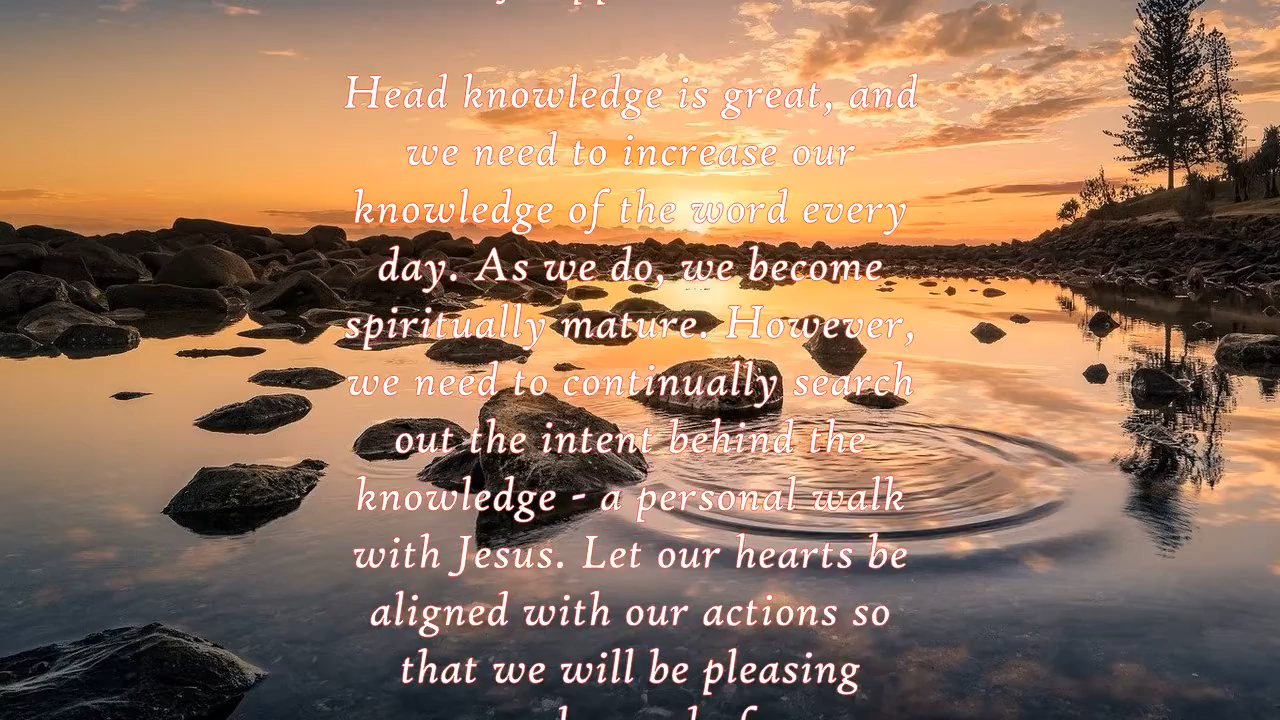 Head knowledge is great, and
we need to increase our
knowledge of the word every
day. As we do, we become
spiritually mature. However,
we need to continually search
out the intent behind the
knowledge - a personal walk
with Jesus. Let our hearts be
aligned with our actions so
that we will be pleasing